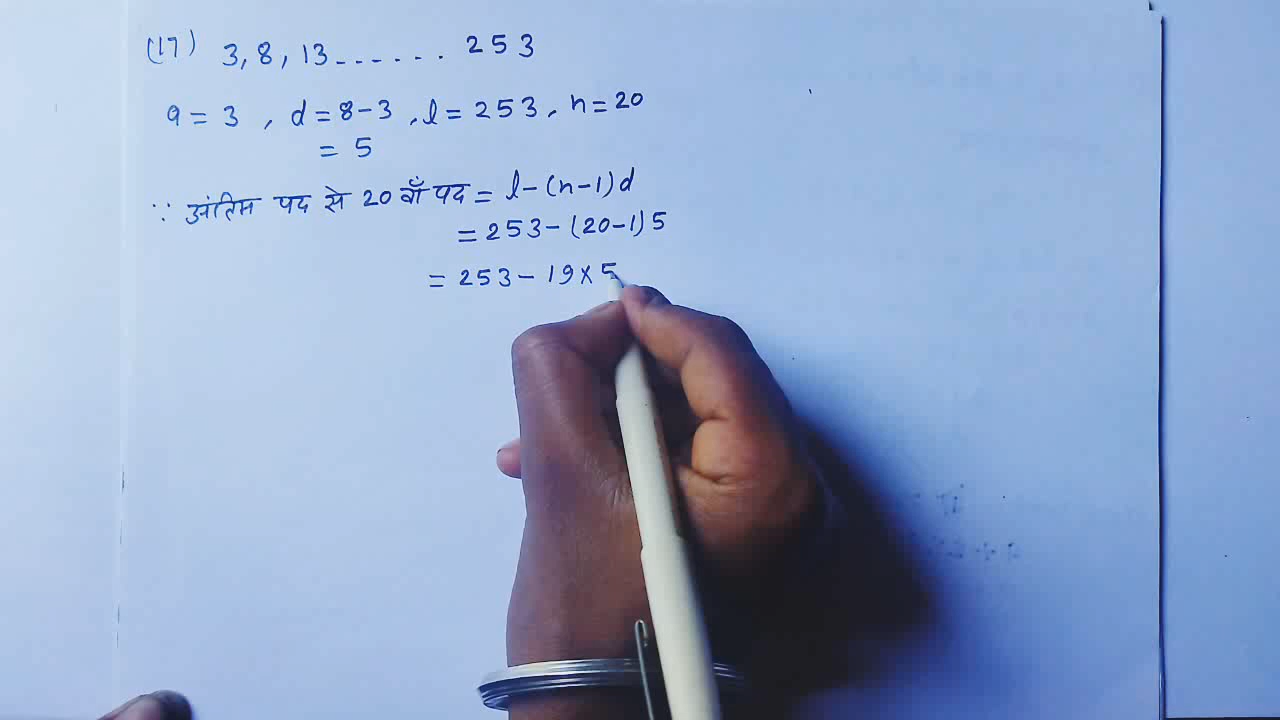 (17) 3, 8, 13 ------- 253
a = 3 , d = 8 - 3 , l = 253 , n = 20
= 5
∵ अंतिम पद से 20 वाँ पद = l - (n - 1) d
= 253 - (20 - 1) 5
= 253 - 19 × 5